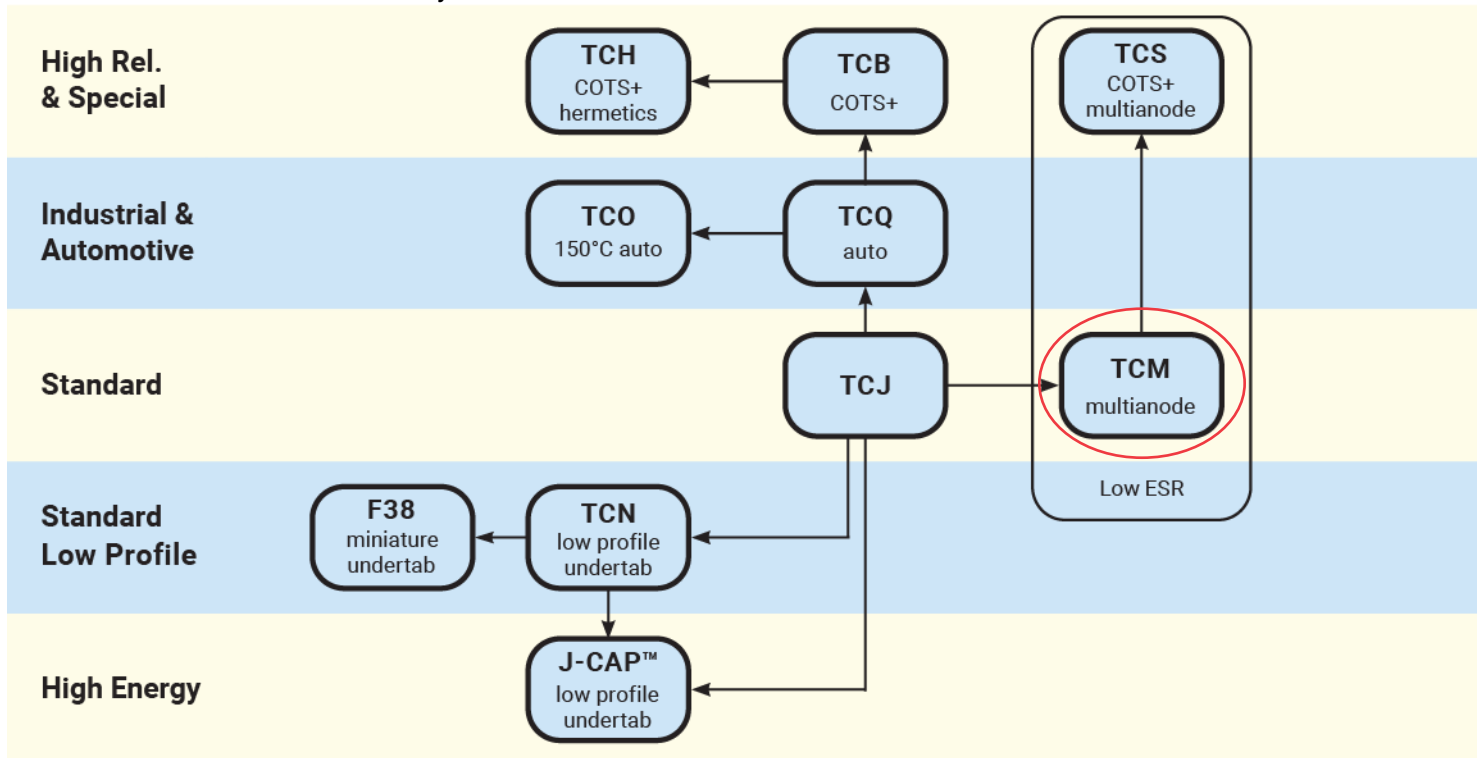 High Rel.
& Special
TCH
COTS+
hermetics
TCB
COTS+
TCS
COTS+
multianode
Industrial &
Automotive
TCO
150°C auto
TCQ
auto
Standard
TCJ
TCM
multianode
Low ESR
Standard
Low Profile
F38
miniature
undertab
TCN
low profile
undertab
High Energy
J-CAP™
low profile
undertab